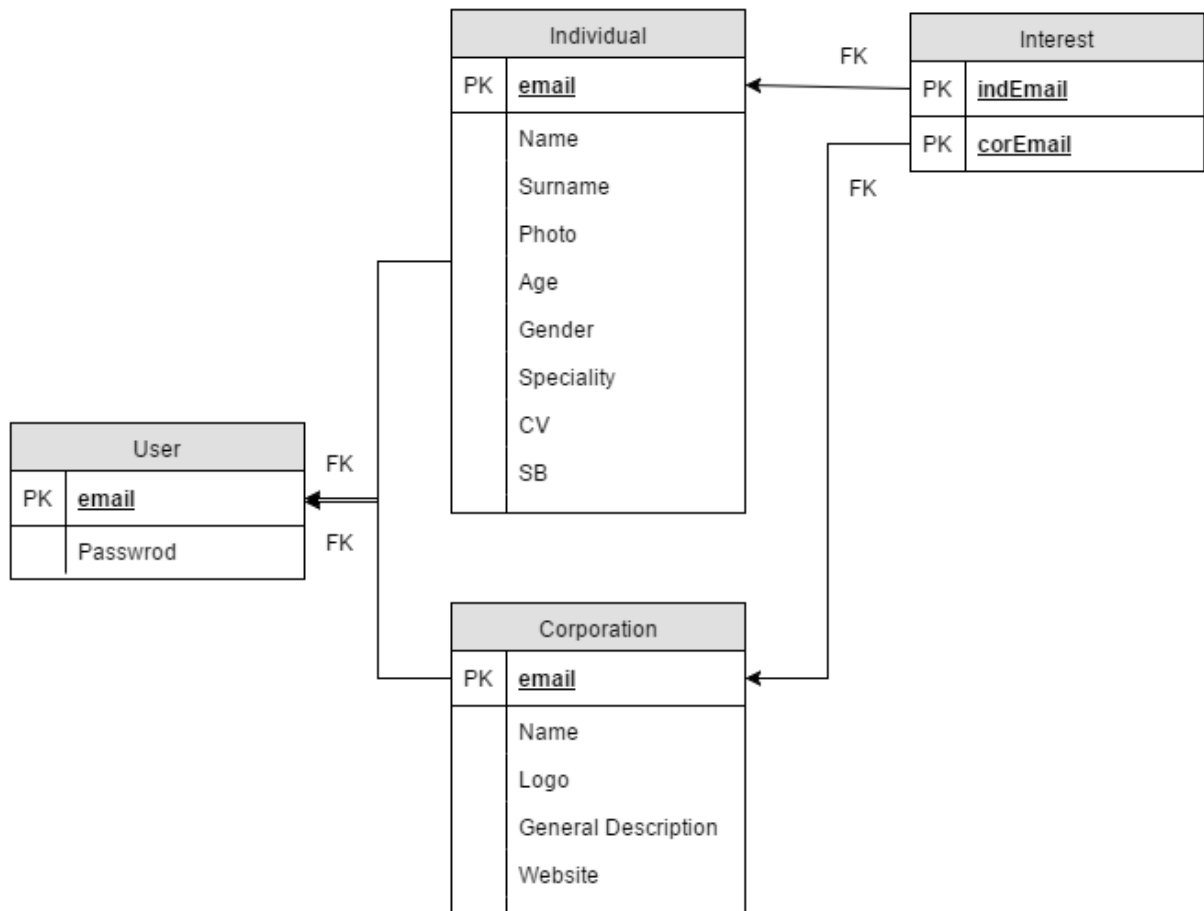 Individual
PK email
Name
Surname
Photo
Age
Gender
Speciality
CV
SB
FK
Interest
PK indEmail
PK corEmail
FK
User
PK email
Passwrod
FK
FK
Corporation
PK email
Name
Logo
General Description
Website